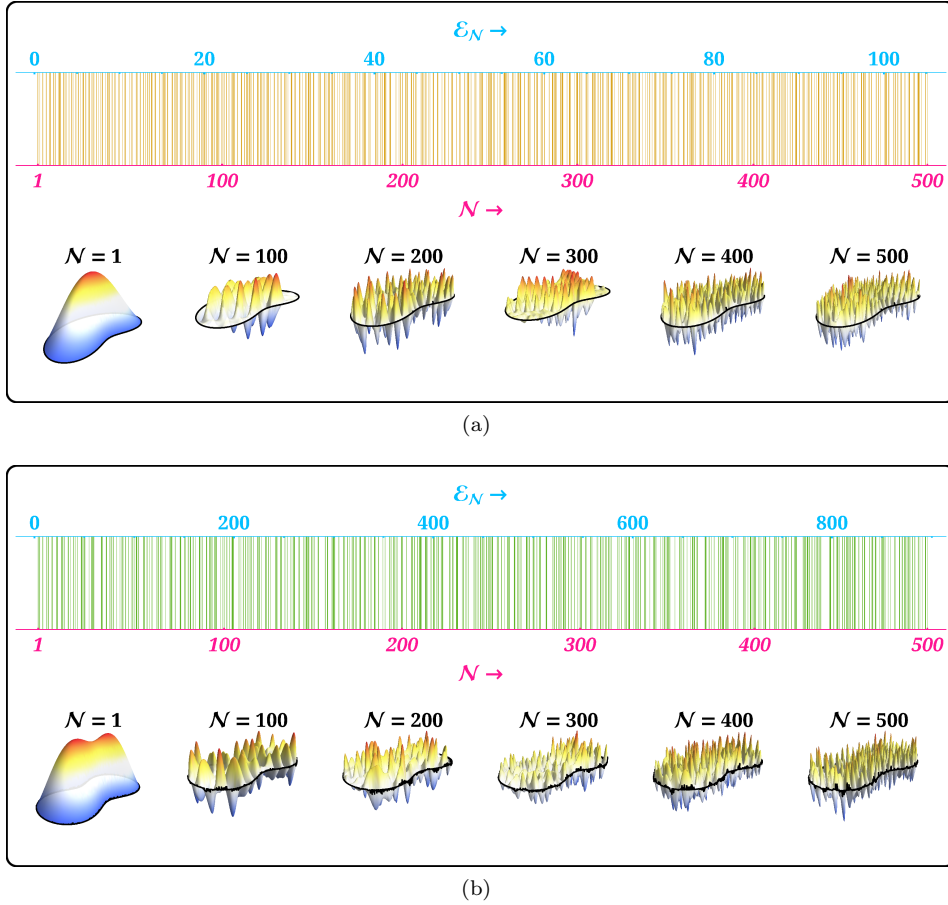 ℰ𝒩 →
0 20 40 60 80 100
1 100 200 300 400 500
𝒩 →
𝒩 = 1 𝒩 = 100 𝒩 = 200 𝒩 = 300 𝒩 = 400 𝒩 = 500
(a)
ℰ𝒩 →
0 200 400 600 800
1 100 200 300 400 500
𝒩 →
𝒩 = 1 𝒩 = 100 𝒩 = 200 𝒩 = 300 𝒩 = 400 𝒩 = 500
(b)